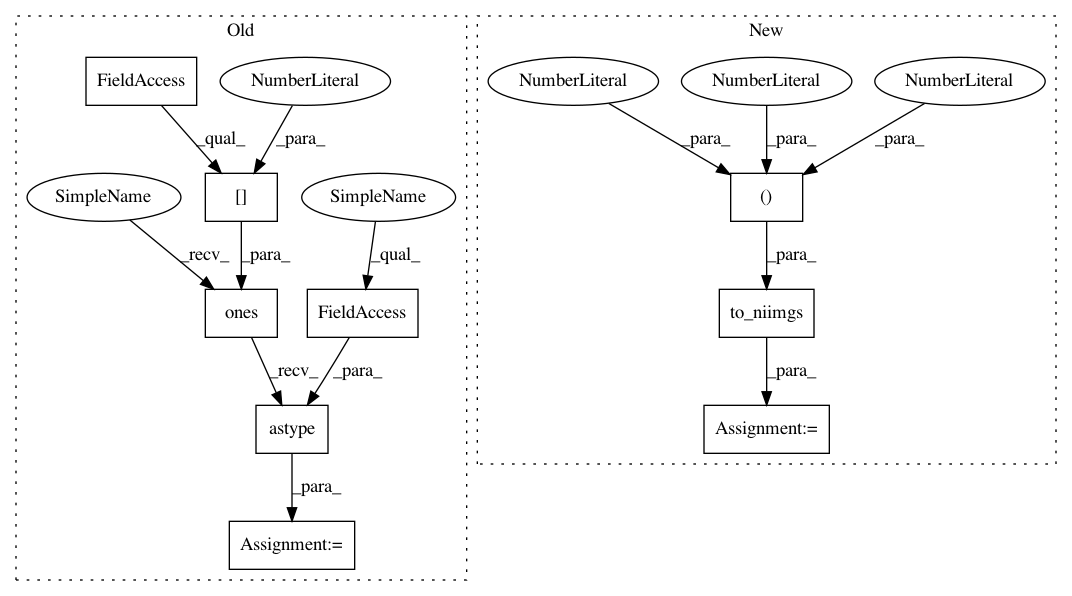 Old
New
FieldAccess
NumberLiteral
NumberLiteral
NumberLiteral
NumberLiteral
_qual_
_para_
_para_
_para_
_para_
SimpleName
[]
SimpleName
()
_recv_
_para_
_qual_
_para_
ones
FieldAccess
to_niimgs
_recv_
_para_
_para_
astype
Assignment:=
_para_
Assignment:=